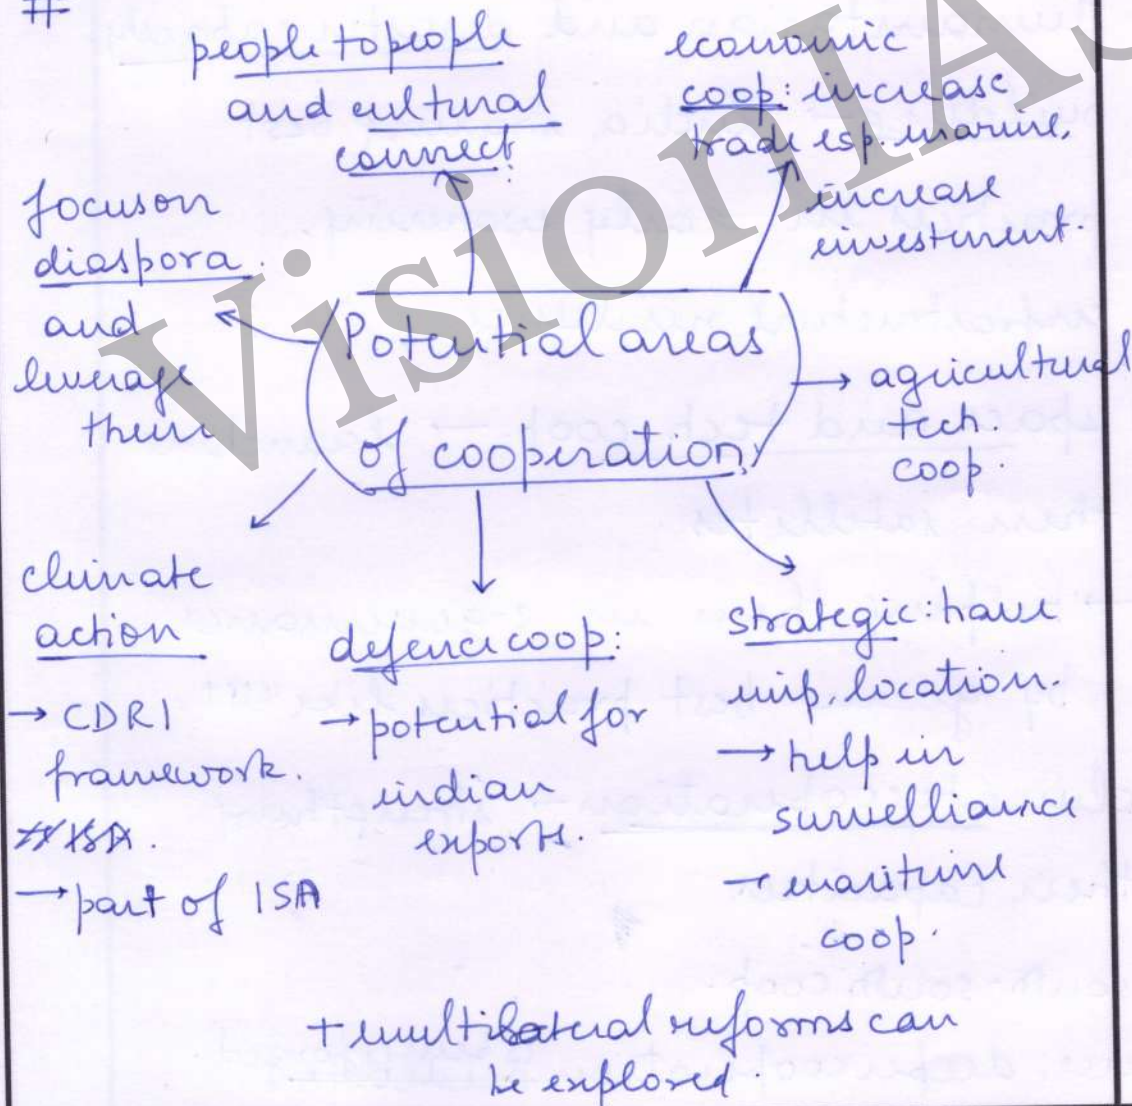 #
people to people
and cultural
connect.
economic
coop: increase
trade esp. marine.
increase
investment.
focus on
diaspora.
and
leverage
them
Potential areas
of cooperation
→ agricultural
tech
coop.
climate
action
→ CDRI
framework.
→ part of ISA
defence coop:
→ potential for
indian
exports.
strategic: have
imp. location.
→ help in
survelliance
→ maritime
coop.
+ multilateral reforms can
be explored
VisionIAS